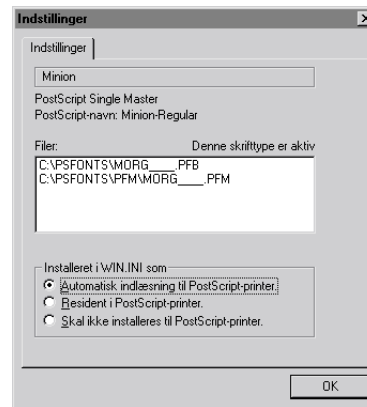 Indstillinger
Indstillinger
Minion
PostScript Single Master
PostScript-navn: Minion-Regular
Filer: Denne skrifttype er aktiv
C:\PSFONTS\MORG____.PFB
C:\PSFONTS\PFM\MORG____.PFM
Installeret i WIN.INI som
Automatisk indlæsning til PostScript-printer.
Resident i PostScript-printer.
Skal ikke installeres til PostScript-printer.
OK